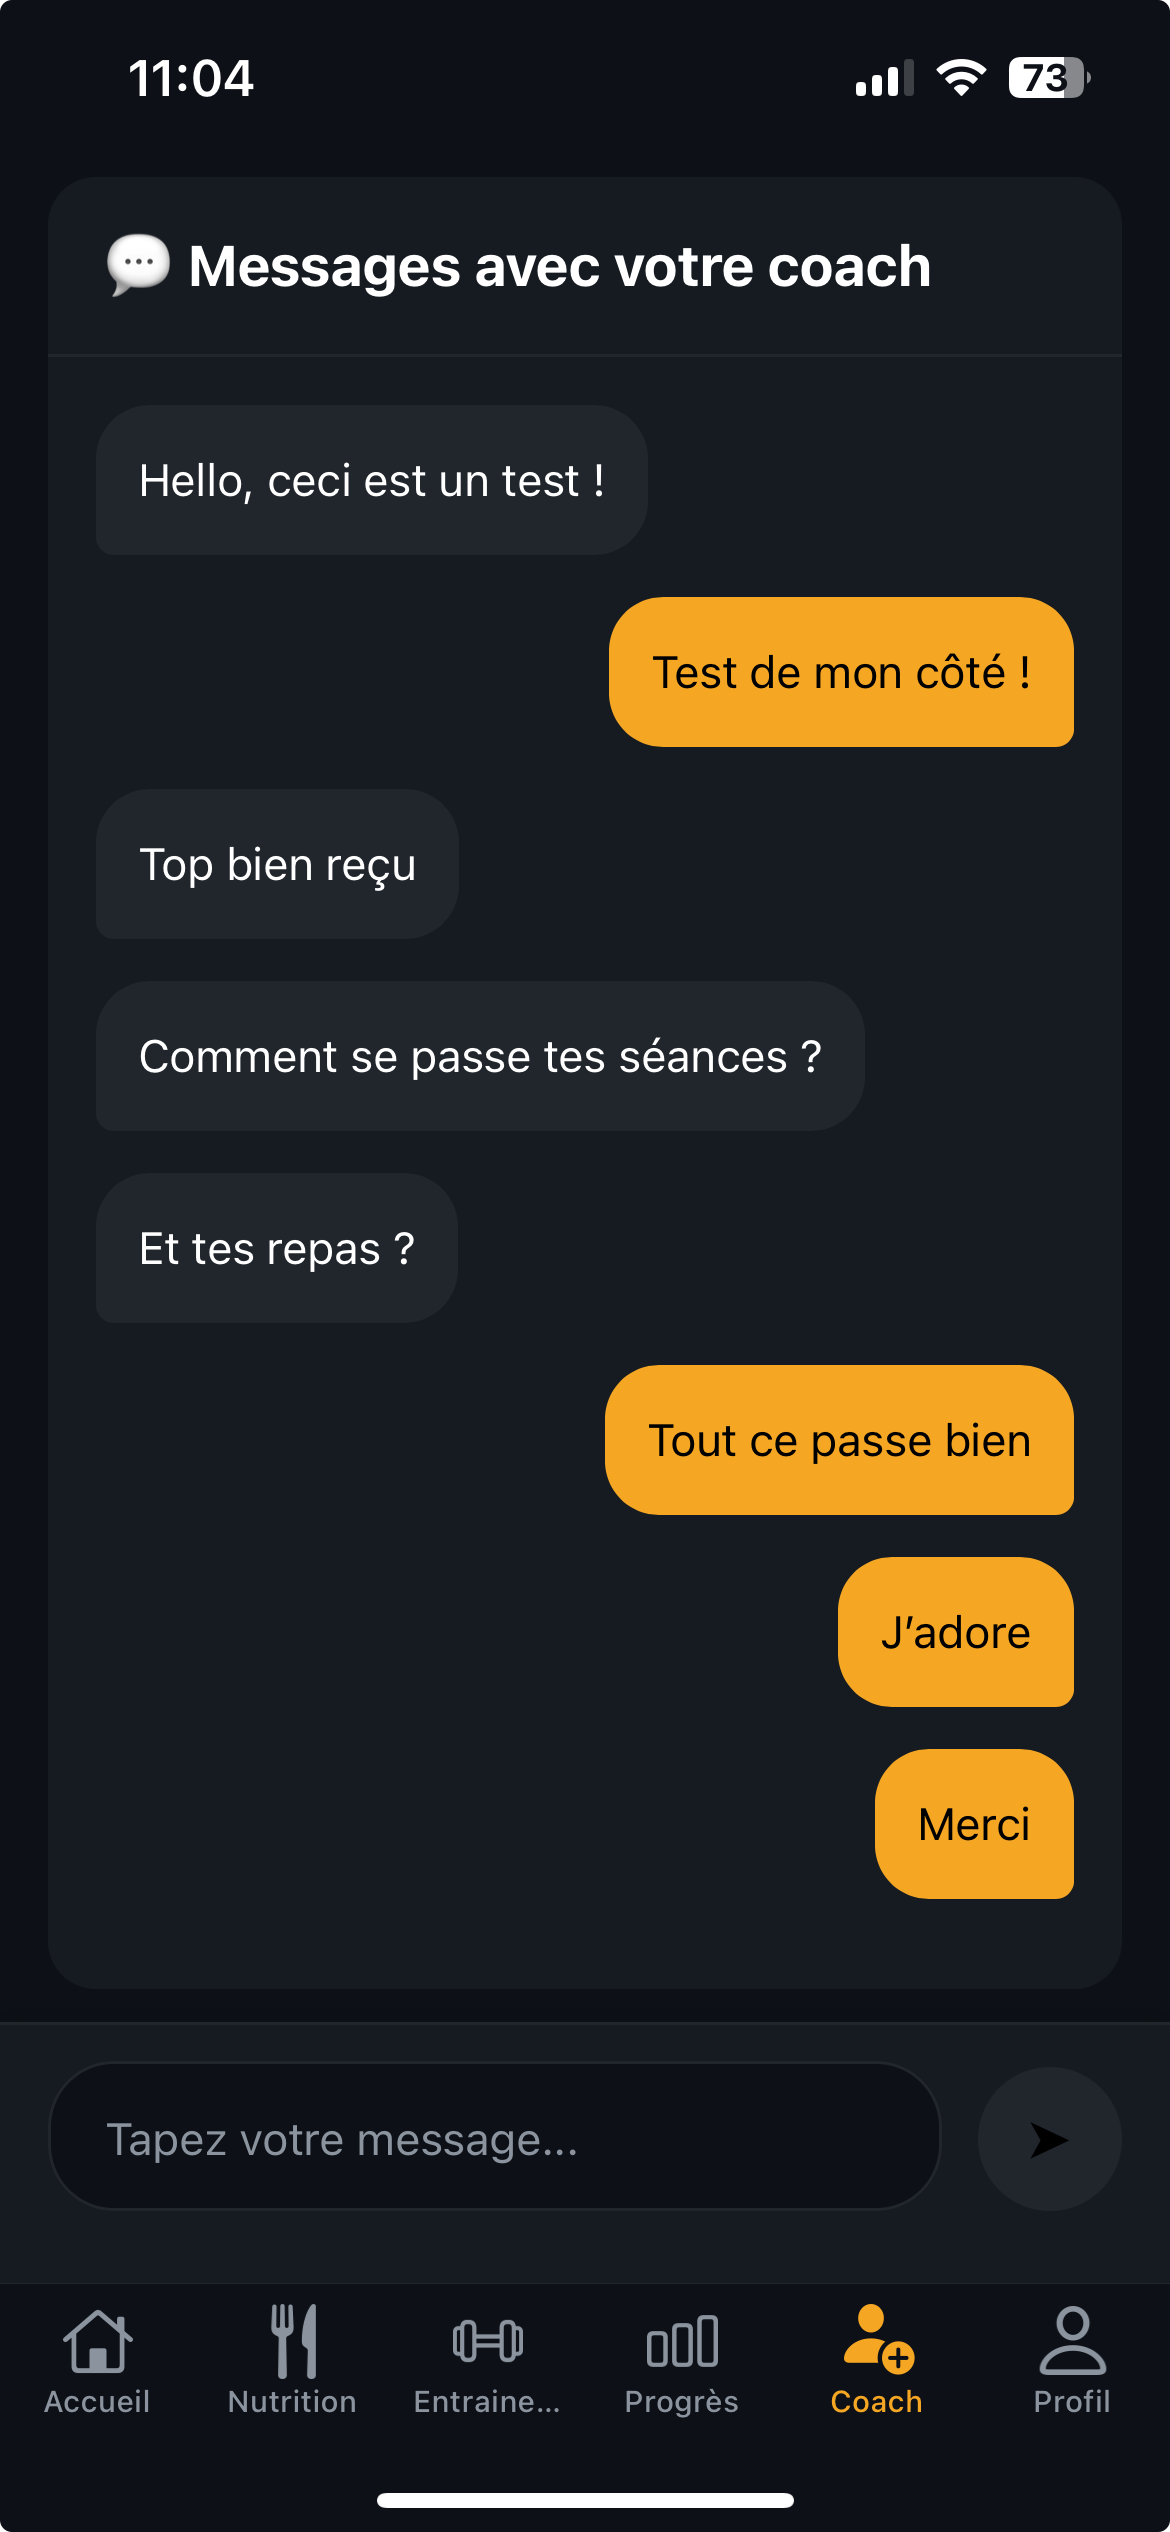 11:04
73
Messages avec votre coach
Hello, ceci est un test !
Test de mon côté !
Top bien reçu
Comment se passe tes séances ?
Et tes repas ?
Tout ce passe bien
J’adore
Merci
Tapez votre message...
Accueil
Nutrition
Entraine...
Progrès
Coach
Profil